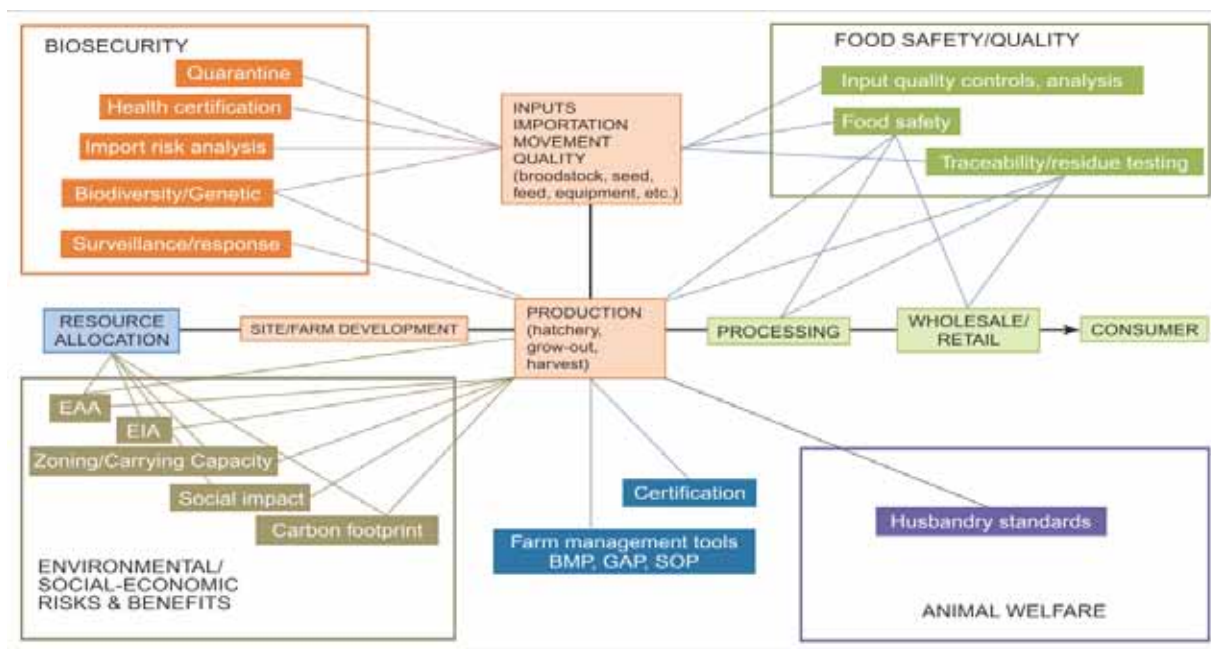 BIOSECURITY
Quarantine
Health certification
Import risk analysis
Biodiversity/Genetic
Surveillance/response
INPUTS
IMPORTATION
MOVEMENT
QUALITY
(broodstock, seed,
feed, equipment, etc.)
FOOD SAFETY/QUALITY
Input quality controls, analysis
Food safety
Traceability/residue testing
RESOURCE
ALLOCATION
SITE/FARM DEVELOPMENT
PRODUCTION
(hatchery,
grow-out,
harvest)
PROCESSING
WHOLESALE/
RETAIL
CONSUMER
EAA
EIA
Zoning/Carrying Capacity
Social impact
Carbon footprint
ENVIRONMENTAL/
SOCIAL-ECONOMIC
RISKS & BENEFITS
Certification
Farm management tools
BMP, GAP, SOP
Husbandry standards
ANIMAL WELFARE